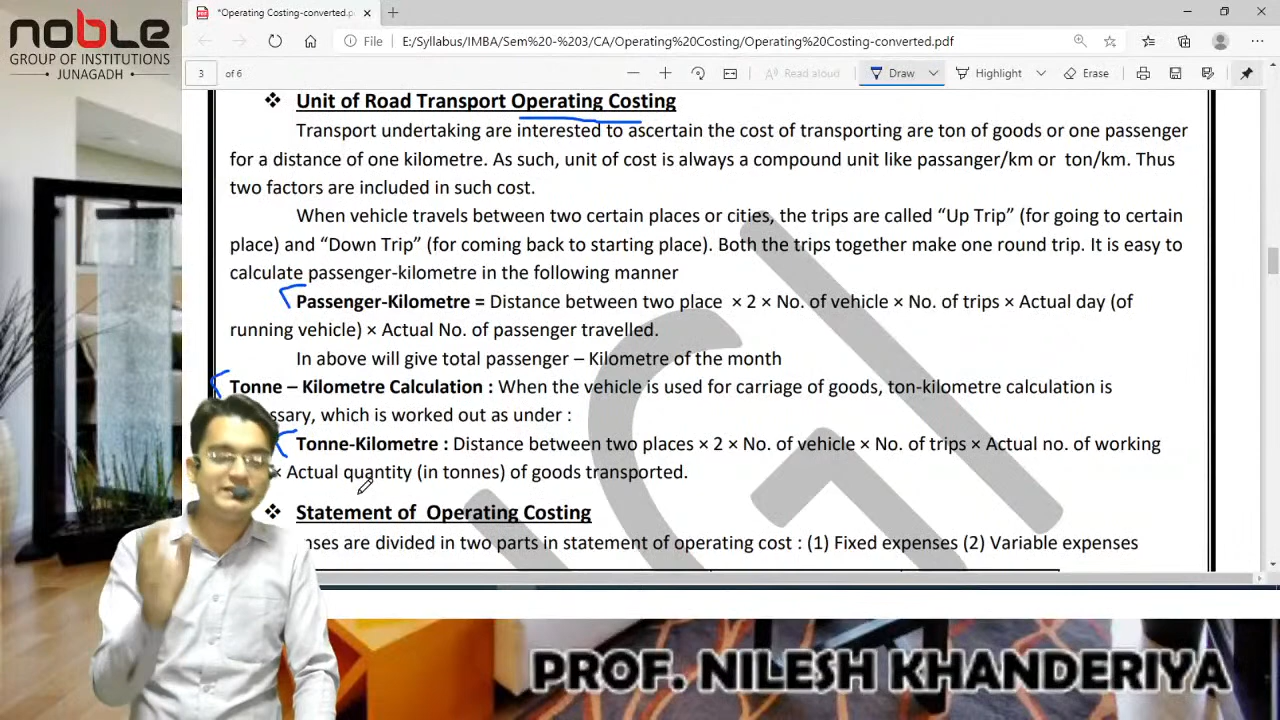 noble
GROUP OF INSTITUTIONS
• JUNAGADH •
*Operating Costing-converted.p
File
E:/Syllabus/IMBA/Sem%20-%203/CA/Operating%20Costing/Operating%20Costing-converted.pdf
3 of 6
Read aloud
Draw
Highlight
Erase
❖ Unit of Road Transport Operating Costing
Transport undertaking are interested to ascertain the cost of transporting are ton of goods or one passenger
for a distance of one kilometre. As such, unit of cost is always a compound unit like passanger/km or ton/km. Thus
two factors are included in such cost.
When vehicle travels between two certain places or cities, the trips are called “Up Trip” (for going to certain
place) and “Down Trip” (for coming back to starting place). Both the trips together make one round trip. It is easy to
calculate passenger-kilometre in the following manner
Passenger-Kilometre = Distance between two place × 2 × No. of vehicle × No. of trips × Actual day (of
running vehicle) × Actual No. of passenger travelled.
In above will give total passenger – Kilometre of the month
Tonne – Kilometre Calculation : When the vehicle is used for carriage of goods, ton-kilometre calculation is
ssary, which is worked out as under :
Tonne-Kilometre : Distance between two places × 2 × No. of vehicle × No. of trips × Actual no. of working
× Actual quantity (in tonnes) of goods transported.
❖ Statement of Operating Costing
nses are divided in two parts in statement of operating cost : (1) Fixed expenses (2) Variable expenses
PROF. NILESH KHANDERIYA